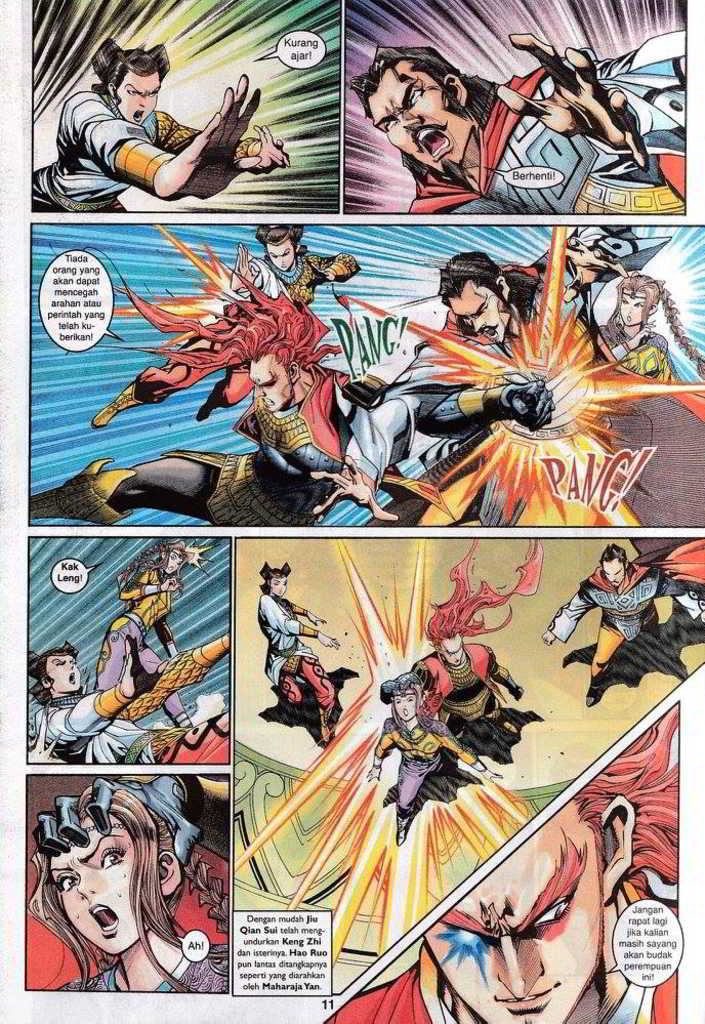 Kurang
ajar!
Berhenti!
Tiada
orang yang
akan dapat
mencegah
arahan atau
perintah yang
telah ku-
berikan!
PANG!
PANG!
Kak
Leng!
Ah!
Dengan mudah Jiu
Qian Sui telah meng-
undurkan Keng Zhi
dan isterinya. Hao Ruo
pun lantas ditangkapnya
seperti yang diarahkan
oleh Maharaja Yan.
Jangan
rapat lagi
jika kalian
masih sayang
akan budak
perempuan
ini!
11